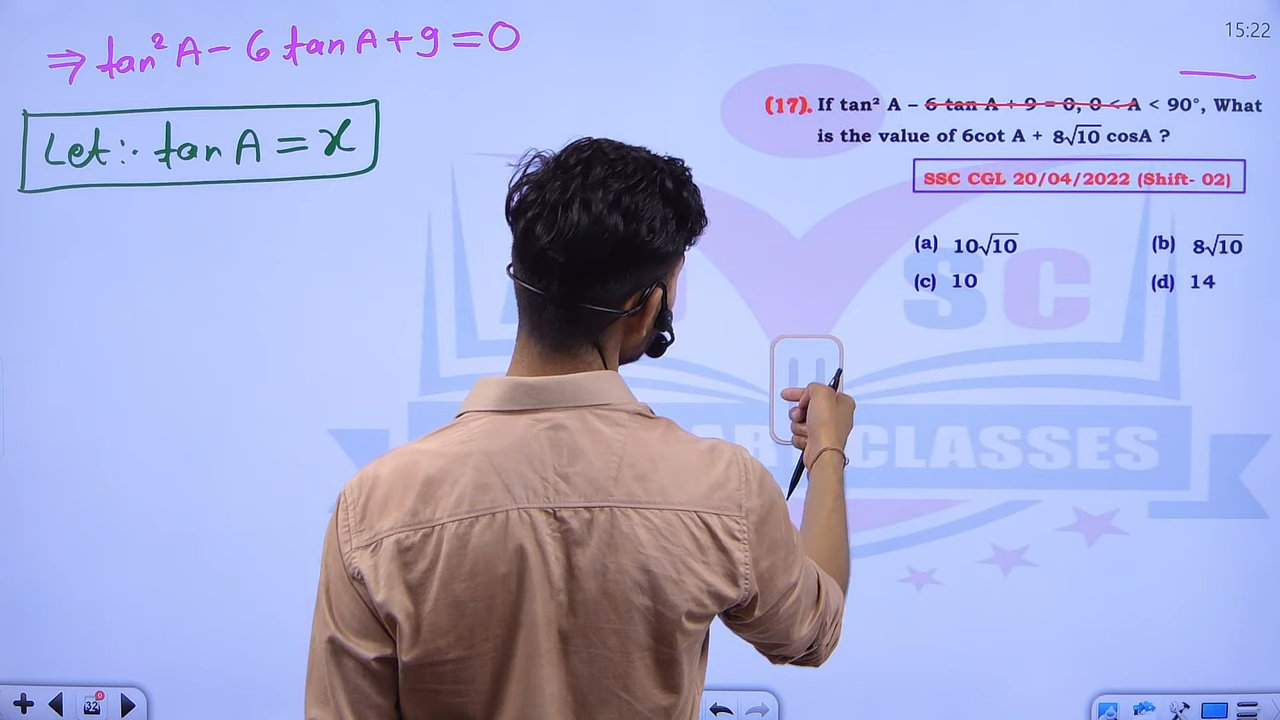 ⇒ tan² A - 6 tan A + 9 = 0
Let:- tan A = x
15:22
(17). If tan² A – 6 tan A + 9 = 0, 0 < A < 90°, What
is the value of 6cot A + 8√10 cosA ?
SSC CGL 20/04/2022 (Shift- 02)
(a) 10√10
(b) 8√10
(c) 10
(d) 14
SC
CLASSES
32
0